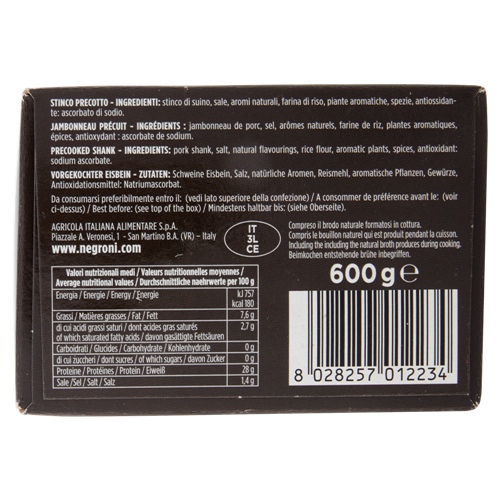 STINCO PRECOTTO - INGREDIENTI: stinco di suino, sale, aromi naturali, farina di riso, piante aromatiche, spezie, antiossidan-
te: ascorbato di sodio.
JAMBONNEAU PRÉCUIT - INGRÉDIENTS : jambonneau de porc, sel, arômes naturels, farine de riz, plantes aromatiques,
épices, antioxydant : ascorbate de sodium.
PRECOOKED SHANK - INGREDIENTS: pork shank, salt, natural flavourings, rice flour, aromatic plants, spices, antioxidant:
sodium ascorbate.
VORGEKOCHTER EISBEIN - ZUTATEN: Schweine Eisbein, Salz, natürliche Aromen, Reismehl, aromatische Pflanzen, Gewürze,
Antioxidationsmittel: Natriumascorbat.
Da consumarsi preferibilmente entro il: (vedi lato superiore della confezione) / A consommer de préférence avant le: (voir
ci-dessus) / Best before: (see top of the box) / Mindestens haltbar bis: (siehe Oberseite).
AGRICOLA ITALIANA ALIMENTARE S.p.A.
Piazzale A. Veronesi, 1 - San Martino B.A. (VR) – Italy
www.negroni.com
IT
3L
CE
Compreso il brodo naturale formatosi in cottura.
Compris le bouillon naturel qui est produit pendant la cuisson.
Including the including the natural broth produces during cooking.
Beimkochen entstehende brühe inbegriffen.
Valori nutrizionali medi / Valeurs nutritionnelles moyennes /
Average nutritional values / Durchschnittliche naehrwerte per 100 g
Energia / Energie / Energy / Energie kj 757
kcal 180
Grassi / Matières grasses / Fat / Fett 7,6 g
di cui acidi grassi saturi / dont acides gras saturés 2,7 g
of which saturated fatty acids / davon gasättigte Fettsäuren
Carboidrati / Glucides / Carbohydrate / Kohlenhydrate 0 g
di cui zuccheri / dont sucres / of which sugars / davon Zucker 0 g
Proteine / Protéines / Protein / Eiweiß 28 g
Sale /Sel / Salt / Salz 1,4 g
600 g e
8 028257 012234